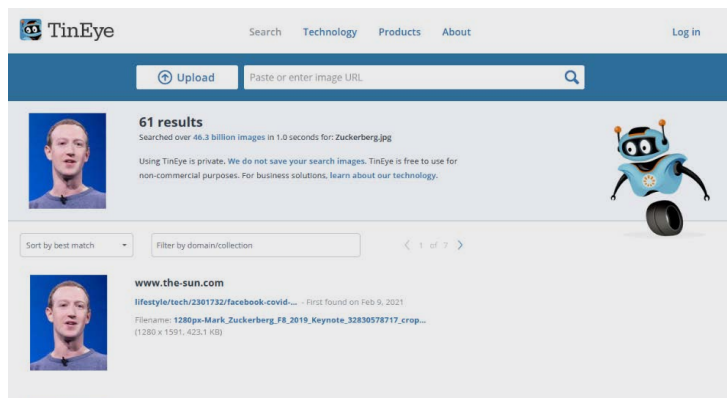 TinEye
Search Technology Products About Log in
Upload
Paste or enter image URL
61 results
Searched over 46.3 billion images in 1.0 seconds for: Zuckerberg.jpg
Using TinEye is private. We do not save your search images. TinEye is free to use for
non-commercial purposes. For business solutions, learn about our technology.
Sort by best match
Filter by domain/collection
1 of 7
www.the-sun.com
lifestyle/tech/2301732/facebook-covid-... - First found on Feb 9, 2021
Filename: 1280px-Mark_Zuckerberg_F8_2019_Keynote_32830578717_crop...
(1280 x 1591, 423.1 KB)